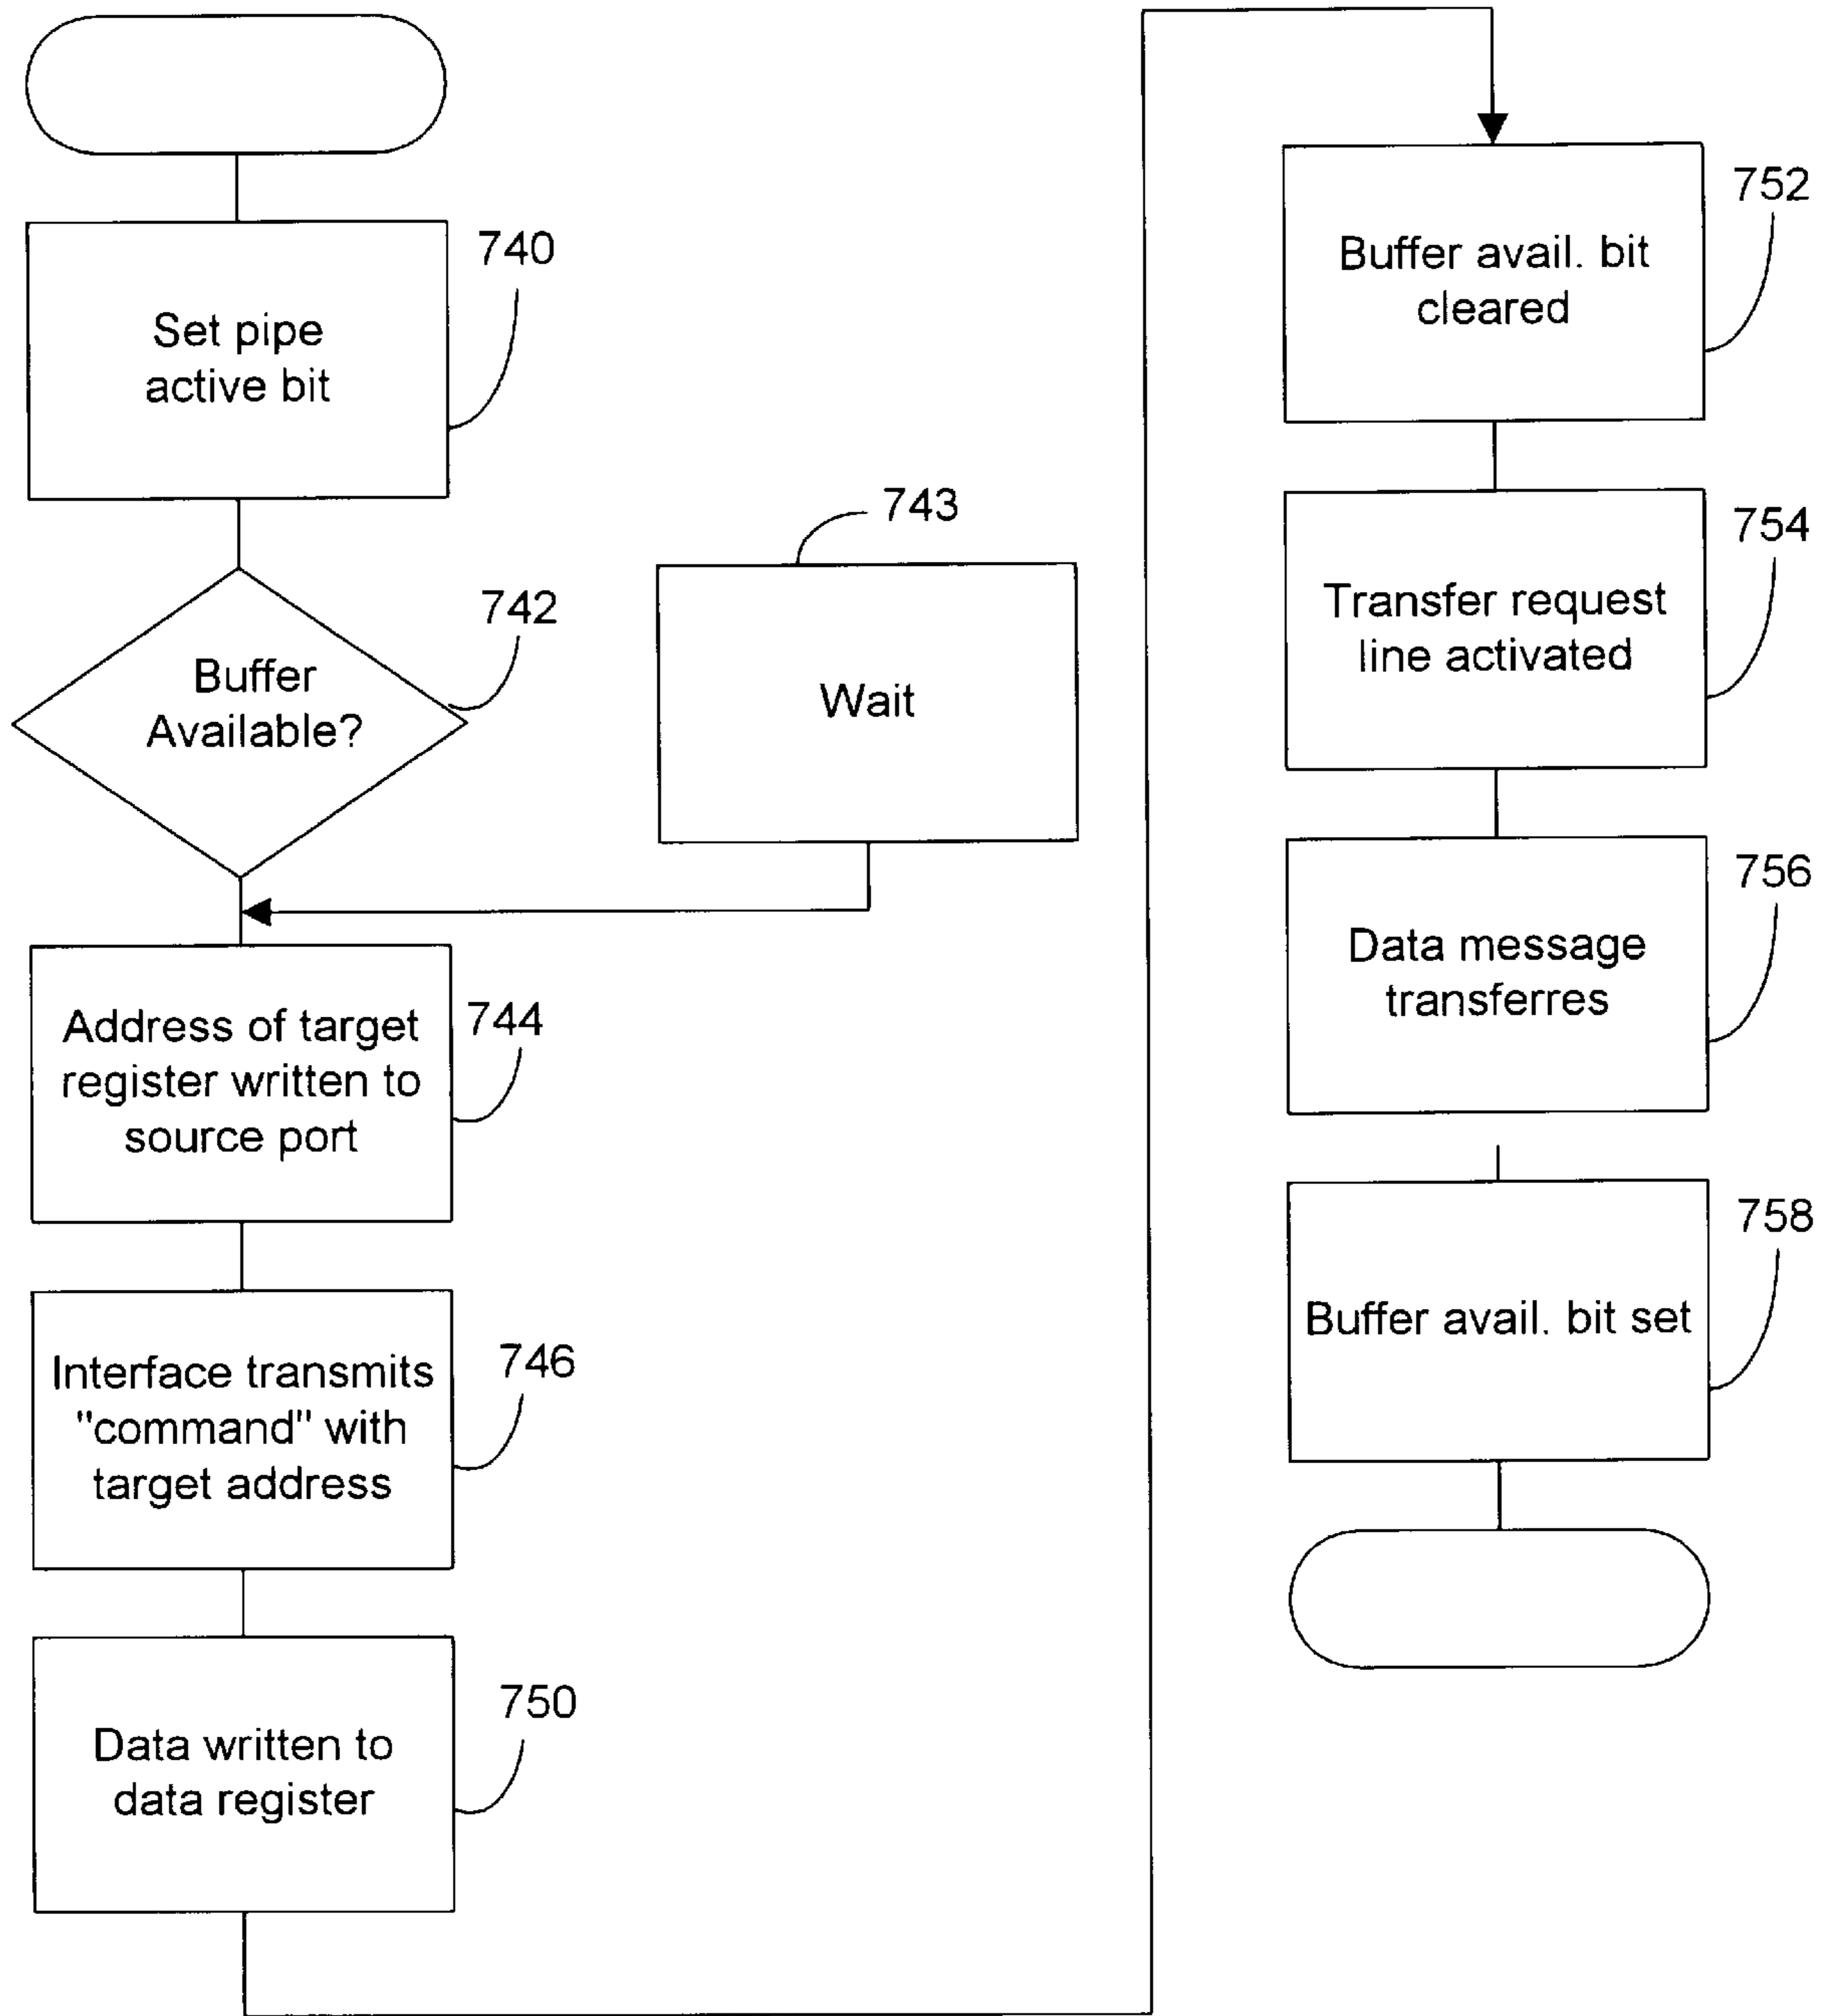 740
Set pipe
active bit
742
Buffer
Available?
743
Wait
744
Address of target
register written to
source port
746
Interface transmits
"command" with
target address
750
Data written to
data register
752
Buffer avail. bit
cleared
754
Transfer request
line activated
756
Data message
transferres
758
Buffer avail. bit set